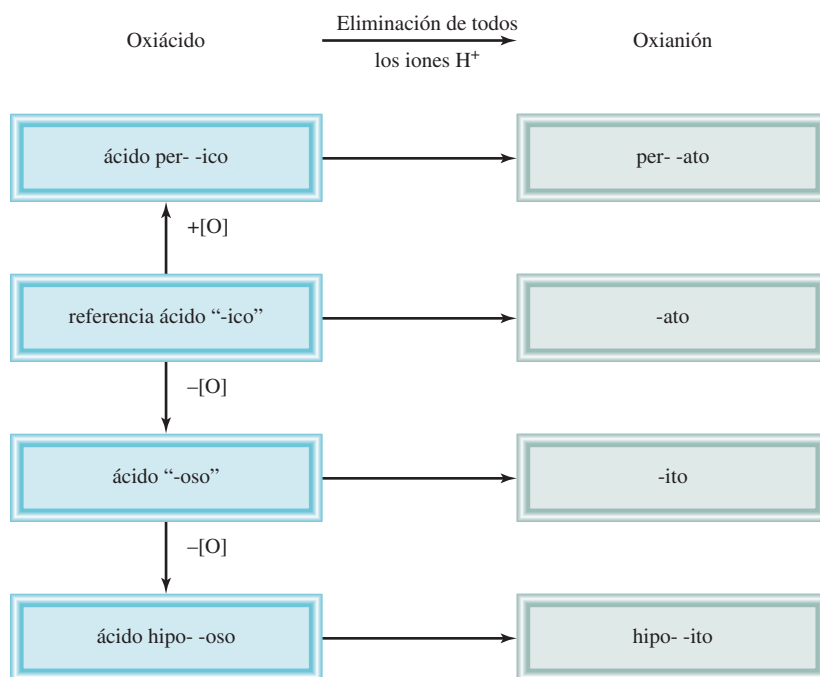 Oxiácido
Eliminación de todos
los iones H⁺
Oxianión
ácido per- -ico
per- -ato
+[O]
referencia ácido “-ico”
-ato
–[O]
ácido “-oso”
-ito
–[O]
ácido hipo- -oso
hipo- -ito